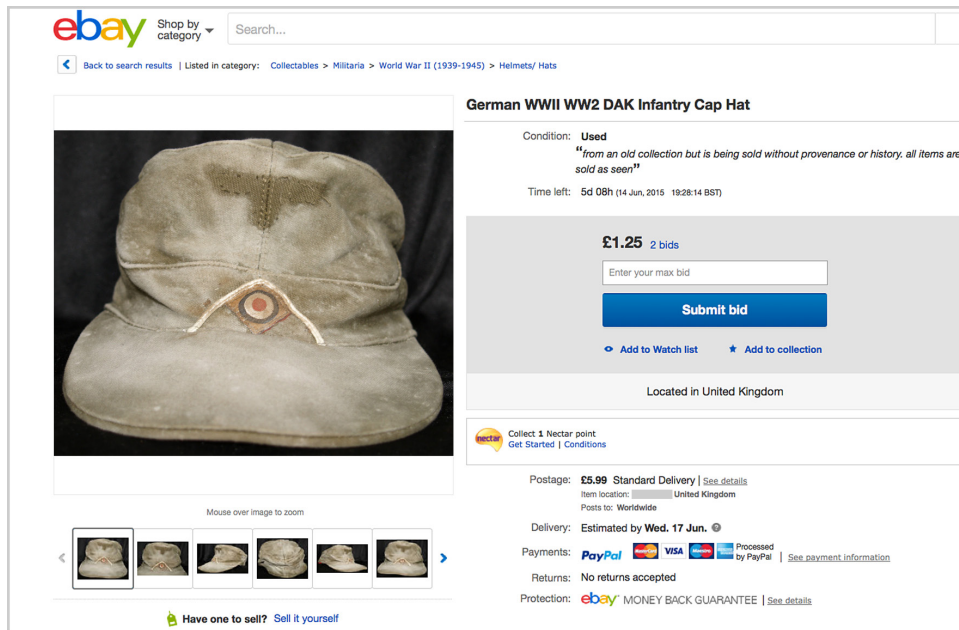 ebay
Shop by
category
Search...
Back to search results | Listed in category: Collectables > Militaria > World War II (1939-1945) > Helmets/ Hats
German WWII WW2 DAK Infantry Cap Hat
Condition: Used
“from an old collection but is being sold without provenance or history. all items are
sold as seen”
Time left: 5d 08h (14 Jun, 2015 19:28:14 BST)
£1.25 2 bids
Enter your max bid
Submit bid
Add to Watch list Add to collection
Located in United Kingdom
nectar
Collect 1 Nectar point
Get Started | Conditions
Postage: £5.99 Standard Delivery | See details
Item location: United Kingdom
Posts to: Worldwide
Delivery: Estimated by Wed. 17 Jun. ?
Payments: PayPal MasterCard VISA Maestro Processed
by PayPal | See payment information
Returns: No returns accepted
Protection: ebay MONEY BACK GUARANTEE | See details
Mouse over image to zoom
Have one to sell? Sell it yourself